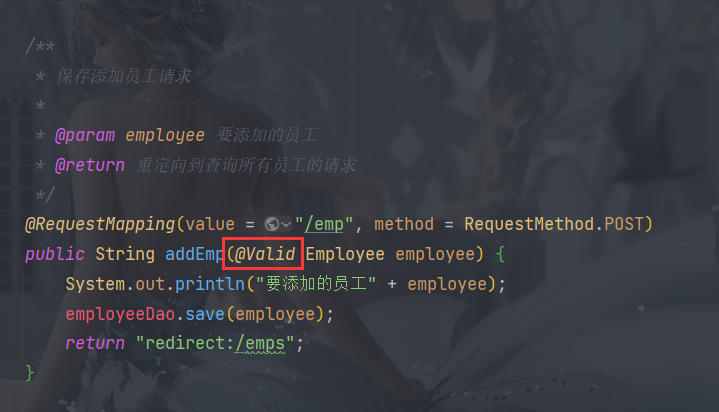 /**
 * 保存添加员工请求
 *
 * @param employee 要添加的员工
 * @return 重定向到查询所有员工的请求
 */
@RequestMapping(value = "/emp", method = RequestMethod.POST)
public String addEmp(@Valid Employee employee) {
    System.out.println("要添加的员工" + employee);
    employeeDao.save(employee);
    return "redirect:/emps";
}